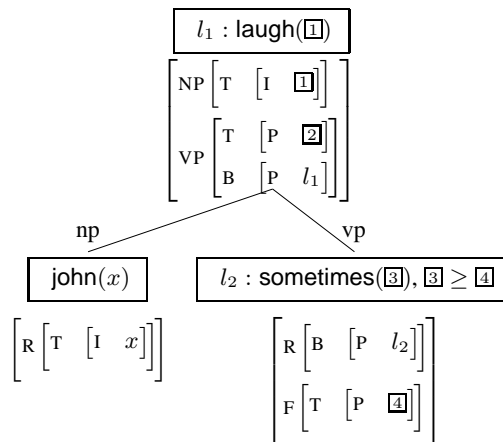 l₁ : laugh(1)
NP [T [I 1]]
VP [T [P 2]
B [P l₁]]
np vp
john(x) l₂ : sometimes(3), 3 ≥ 4
[R [T [I x]]] [R [B [P l₂]]
F [T [P 4]]]